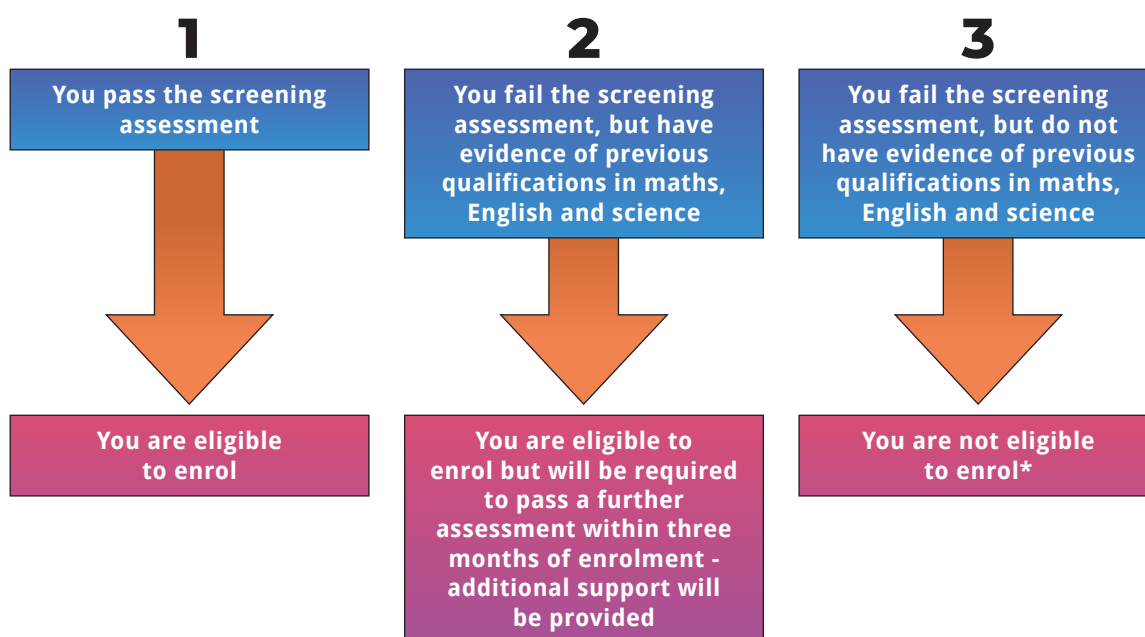 1
You pass the screening
assessment
You are eligible
to enrol
2
You fail the screening
assessment, but have
evidence of previous
qualifications in maths,
English and science
You are eligible to
enrol but will be required
to pass a further
assessment within three
months of enrolment -
additional support will
be provided
3
You fail the screening
assessment, but do not
have evidence of previous
qualifications in maths,
English and science
You are not eligible
to enrol*